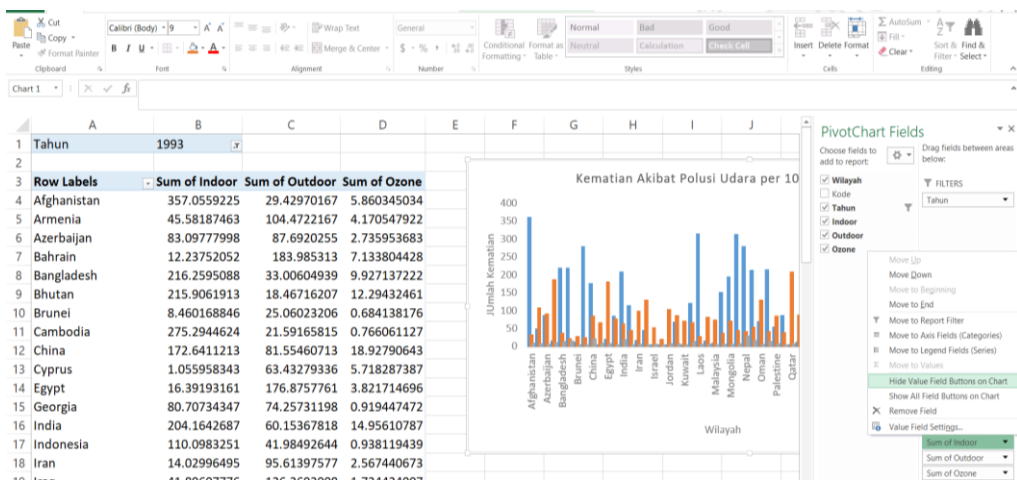 Cut
Copy
Format Painter
Paste
Clipboard
Calibri (Body) 9 A A
B I U A
Font
Wrap Text
Merge & Center
Alignment
General
$ % ,
Number
Conditional Formatting
Format as Table
Normal Bad Good
Neutral Calculation Check Cell
Styles
Insert Delete Format
Cells
AutoSum
Fill
Clear
Sort & Filter
Find & Select
Editing
Chart 1 fx
A B C D E F G H I J
1 Tahun 1993
2
3 Row Labels Sum of Indoor Sum of Outdoor Sum of Ozone
4 Afghanistan 357.0559225 29.42970167 5.860345034
5 Armenia 45.58187463 104.4722167 4.170547922
6 Azerbaijan 83.09777998 87.6920255 2.735953683
7 Bahrain 12.23752052 183.985313 7.133804428
8 Bangladesh 216.2595088 33.00604939 9.927137222
9 Bhutan 215.9061913 18.46716207 12.29432461
10 Brunei 8.460168846 25.06023206 0.684138176
11 Cambodia 275.2944624 21.59165815 0.766061127
12 China 172.6411213 81.55460713 18.92790643
13 Cyprus 1.055958343 63.43279336 5.718287387
14 Egypt 16.39193161 176.8757761 3.821714696
15 Georgia 80.70734347 74.25731198 0.919447472
16 India 204.1642687 60.15367818 14.95610787
17 Indonesia 110.0983251 41.98492644 0.938119439
18 Iran 14.02996495 95.61397577 2.567440673
Kematian Akibat Polusi Udara per 10
JUmlah Kematian
400
350
300
250
200
150
100
50
0
Afghanistan
Azerbaijan
Bangladesh
Brunei
China
Egypt
India
Iran
Israel
Jordan
Kuwait
Laos
Malaysia
Mongolia
Nepal
Oman
Palestine
Qatar
Wilayah
PivotChart Fields
Choose fields to add to report:
Wilayah
Kode
Tahun
Indoor
Outdoor
Ozone
Drag fields between areas below:
FILTERS
Tahun
Move Up
Move Down
Move to Beginning
Move to End
Move to Report Filter
Move to Axis Fields (Categories)
Move to Legend Fields (Series)
Move to Values
Hide Value Field Buttons on Chart
Show All Field Buttons on Chart
Remove Field
Value Field Settings...
Sum of Indoor
Sum of Outdoor
Sum of Ozone